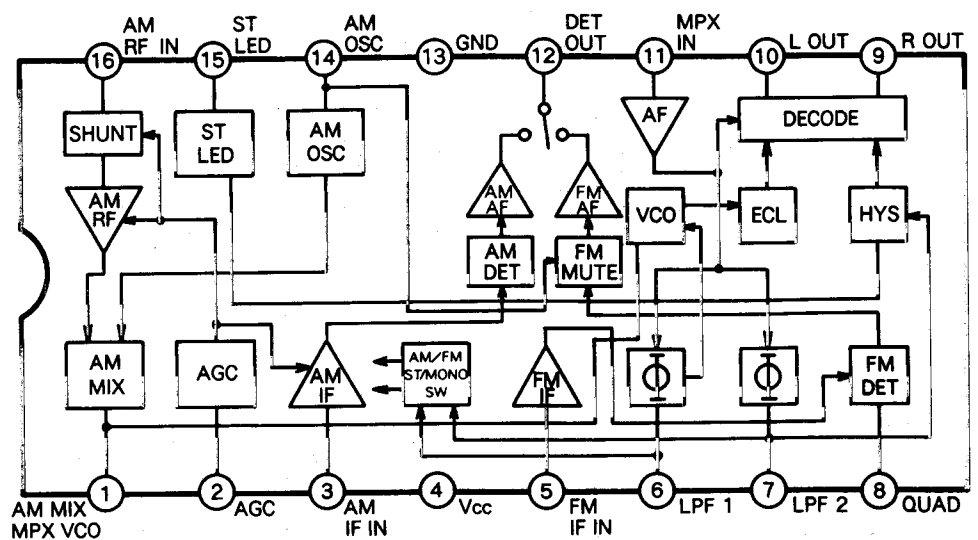 AM
RF IN
ST
LED
AM
OSC
GND
DET
OUT
MPX
IN
L OUT
R OUT
16
15
14
13
12
11
10
9
SHUNT
ST
LED
AM
OSC
AF
DECODE
AM
RF
AM
AF
FM
AF
VCO
ECL
HYS
AM
DET
FM
MUTE
AM
MIX
AGC
AM
IF
AM/FM
ST/MONO
SW
FM
IF
FM
DET
1
2
3
4
5
6
7
8
AM MIX
MPX VCO
AGC
AM
IF IN
Vcc
FM
IF IN
LPF 1
LPF 2
QUAD